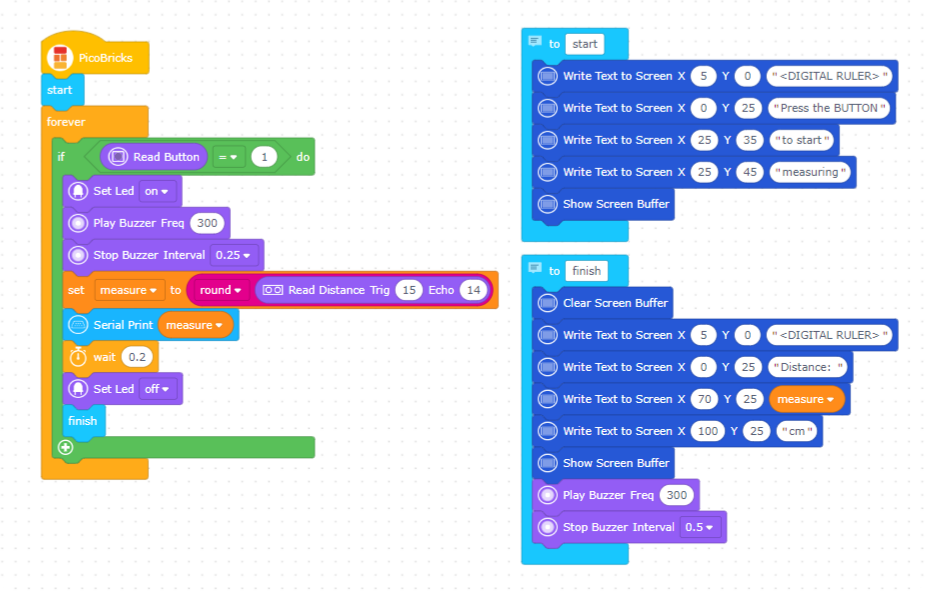 PicoBricks
start
forever
if Read Button = 1 do
Set Led on
Play Buzzer Freq 300
Stop Buzzer Interval 0.25
set measure to round Read Distance Trig 15 Echo 14
Serial Print measure
wait 0.2
Set Led off
finish
to start
Write Text to Screen X 5 Y 0 "<DIGITAL RULER>"
Write Text to Screen X 0 Y 25 "Press the BUTTON"
Write Text to Screen X 25 Y 35 "to start"
Write Text to Screen X 25 Y 45 "measuring"
Show Screen Buffer
to finish
Clear Screen Buffer
Write Text to Screen X 5 Y 0 "<DIGITAL RULER>"
Write Text to Screen X 0 Y 25 "Distance: "
Write Text to Screen X 70 Y 25 measure
Write Text to Screen X 100 Y 25 "cm"
Show Screen Buffer
Play Buzzer Freq 300
Stop Buzzer Interval 0.5